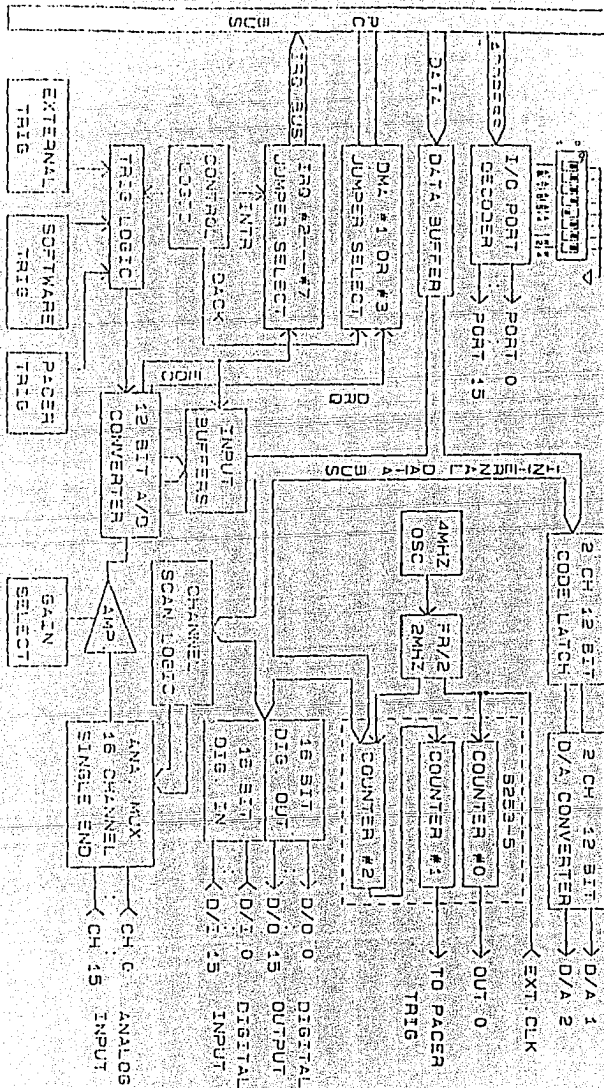 PC
BUS
ADDRESS
DATA
IRQ BUS
I/O PORT
DECODER
PORT 0
PORT 15
DATA BUFFER
DMA #1 OR #3
JUMPER SELECT
IRQ #2---#7
JUMPER SELECT
INTR
CONTROL
LOGIC
DACK
TRIG LOGIC
EXTERNAL
TRIG
SOFTWARE
TRIG
PACER
TRIG
DRQ
EOC
INPUT
BUFFERS
12 BIT A/D
CONVERTER
INTERNAL DATA
BUS
2 CH 12 BIT
CODE LATCH
2 CH 12 BIT
D/A CONVERTER
D/A 1
D/A 2
4MHZ
OSC
FR/2
2MHZ
8253-5
COUNTER #0
COUNTER #1
COUNTER #2
EXT.CLK
OUT 0
TO PACER
TRIG
CHANNEL
SCAN LOGIC
16 BIT
DIG. OUT
16 BIT
DIG IN
D/O 0
D/O 15
DIGITAL
OUTPUT
D/I 0
D/I 15
DIGITAL
INPUT
AMP
GAIN
SELECT
ANA. MUX
16 CHANNEL
SINGLE END
CH 0
CH 15
ANALOG
INPUT